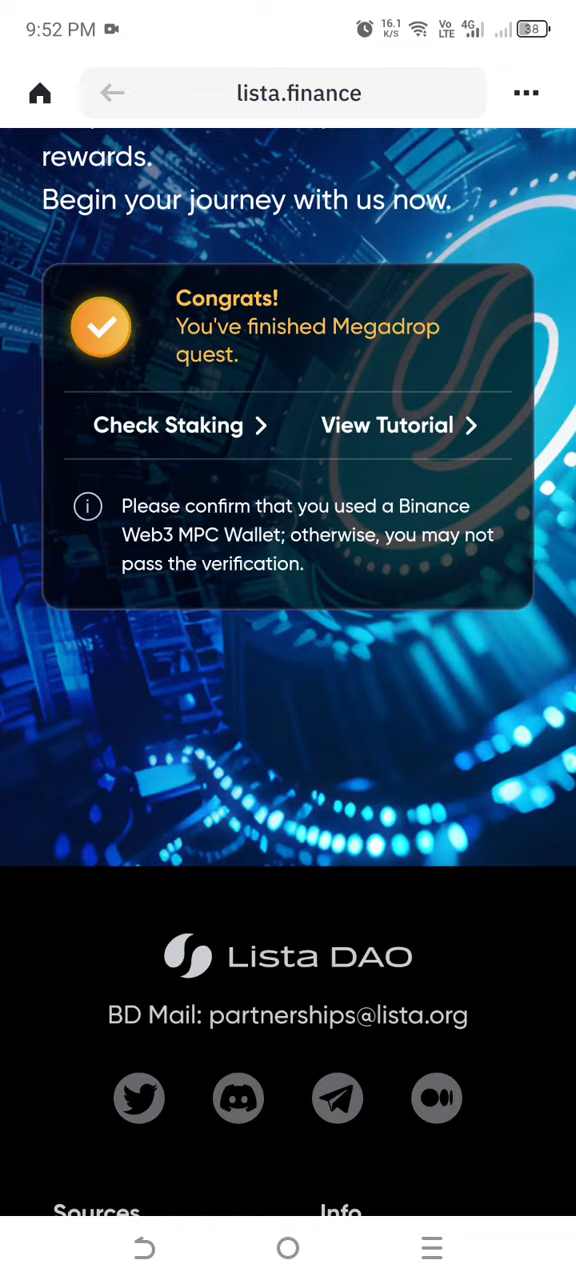 9:52 PM
16.1 K/S
Vo LTE
4G
38
lista.finance
rewards.
Begin your journey with us now.
Congrats!
You've finished Megadrop
quest.
Check Staking
View Tutorial
Please confirm that you used a Binance
Web3 MPC Wallet; otherwise, you may not
pass the verification.
Lista DAO
BD Mail: partnerships@lista.org
Sources
Info